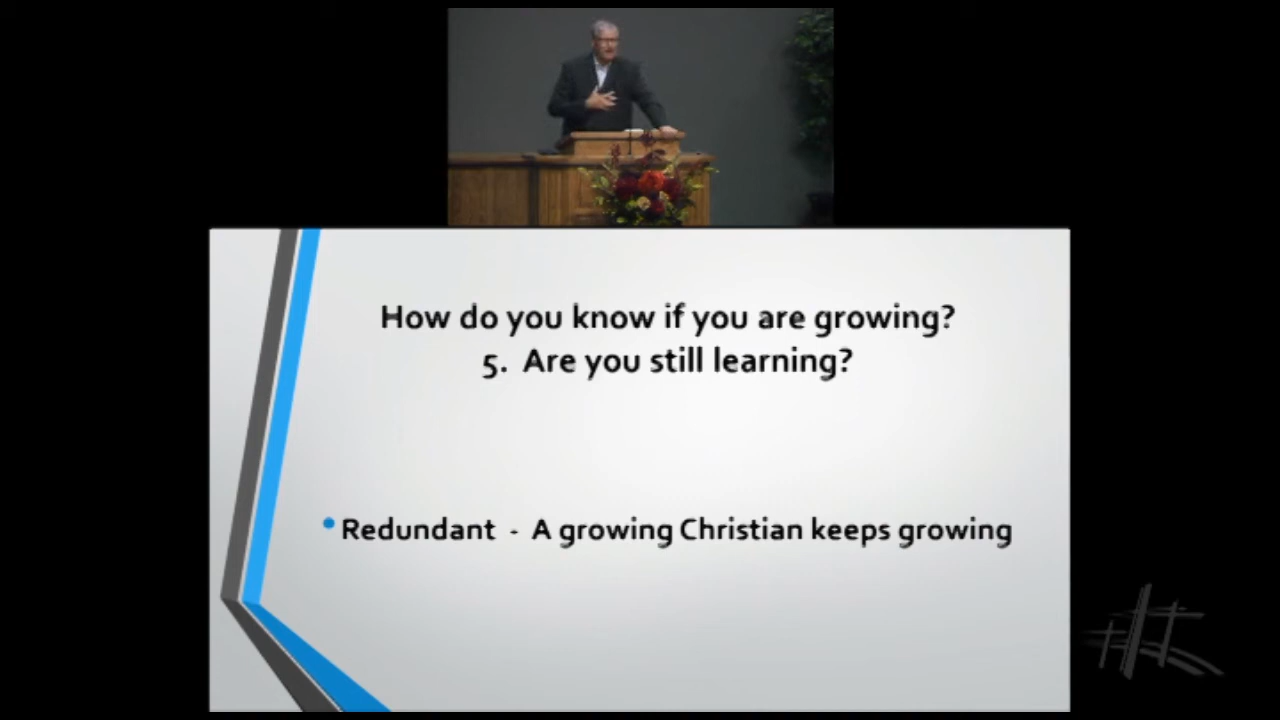 How do you know if you are growing?
5. Are you still learning?
Redundant - A growing Christian keeps growing